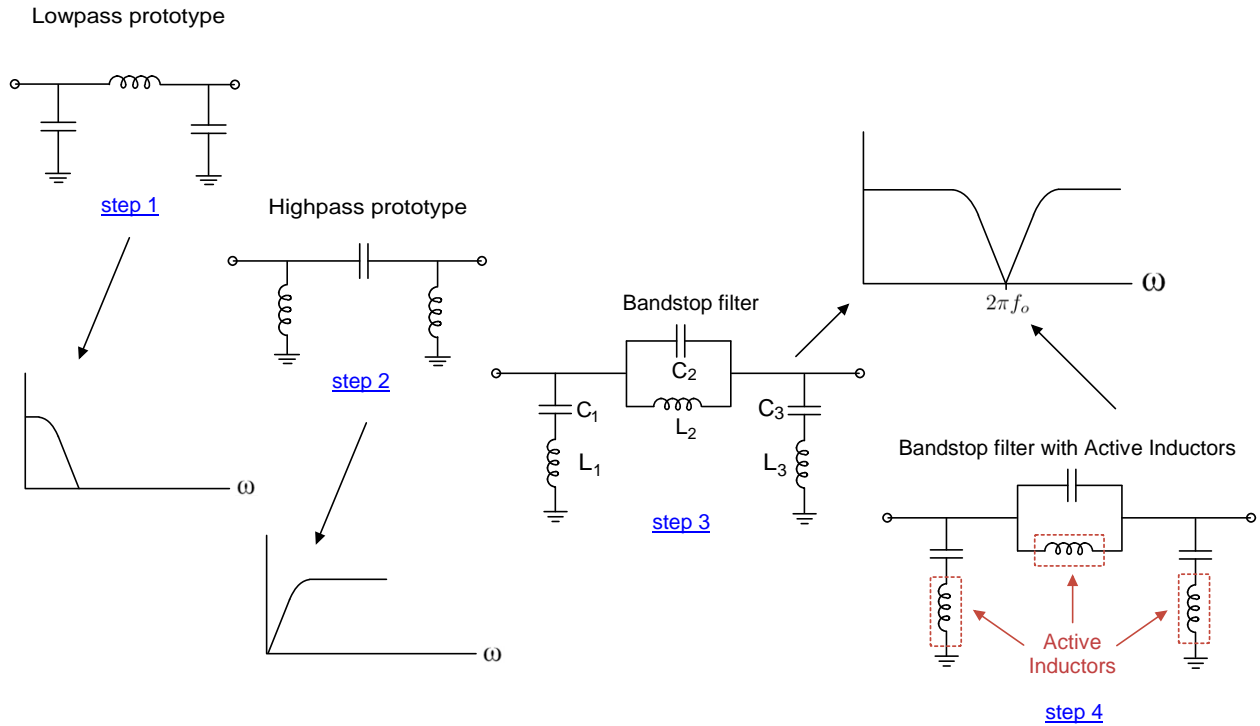 Lowpass prototype
step 1
ω
Highpass prototype
step 2
ω
Bandstop filter
C2
L2
C1
L1
C3
L3
step 3
ω
2πfo
Bandstop filter with Active Inductors
Active
Inductors
step 4